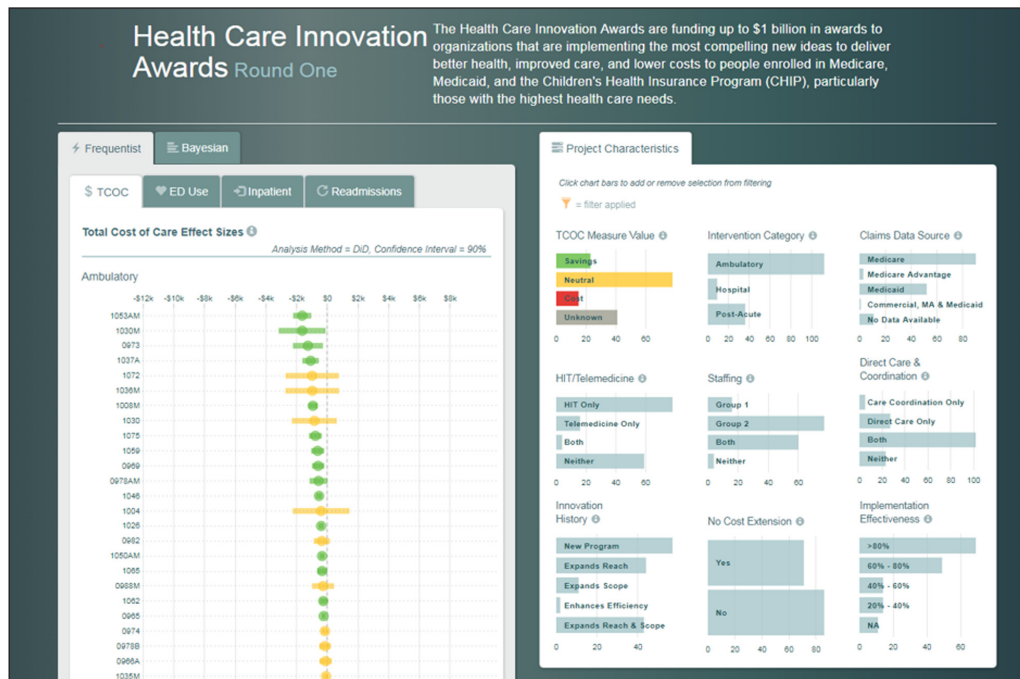 Health Care Innovation
Awards Round One
The Health Care Innovation Awards are funding up to $1 billion in awards to
organizations that are implementing the most compelling new ideas to deliver
better health, improved care, and lower costs to people enrolled in Medicare,
Medicaid, and the Children's Health Insurance Program (CHIP), particularly
those with the highest health care needs.
Frequentist
Bayesian
$ TCOC
ED Use
Inpatient
Readmissions
Total Cost of Care Effect Sizes
Analysis Method = DiD, Confidence Interval = 90%
Ambulatory
-$12k -$10k -$8k -$6k -$4k -$2k $0 $2k $4k $6k $8k
1053AM
1030M
0973
1037A
1072
1036M
1008M
1030
1075
1059
0969
0978AM
1046
1004
1026
0982
1050AM
1065
0988M
1062
0965
0974
0978B
0966A
1035M
Project Characteristics
Click chart bars to add or remove selection from filtering
= filter applied
TCOC Measure Value
Savings
Neutral
Cost
Unknown
0 20 40 60
Intervention Category
Ambulatory
Hospital
Post-Acute
0 20 40 60 80 100
Claims Data Source
Medicare
Medicare Advantage
Medicaid
Commercial, MA & Medicaid
No Data Available
0 20 40 60 80
HIT/Telemedicine
HIT Only
Telemedicine Only
Both
Neither
0 20 40 60
Staffing
Group 1
Group 2
Both
Neither
0 20 40 60
Direct Care &
Coordination
Care Coordination Only
Direct Care Only
Both
Neither
0 20 40 60 80 100
Innovation
History
New Program
Expands Reach
Expands Scope
Enhances Efficiency
Expands Reach & Scope
0 20 40
No Cost Extension
Yes
No
0 20 40 60 80
Implementation
Effectiveness
>80%
60% - 80%
40% - 60%
20% - 40%
NA
0 20 40 60